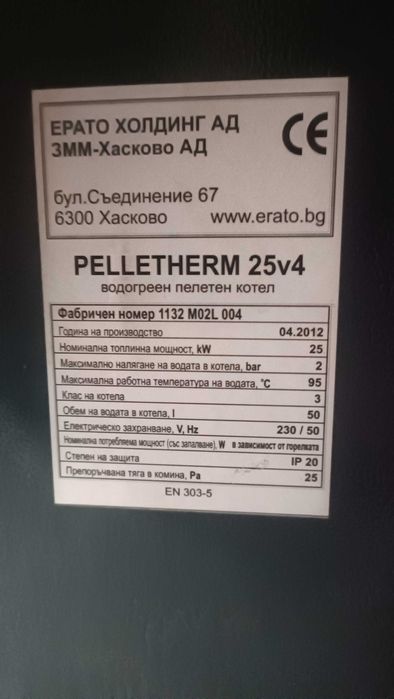 ЕРАТО ХОЛДИНГ АД
ЗММ-Хасково АД
CE
бул.Съединение 67
6300 Хасково www.erato.bg
PELLETHERM 25v4
водогреен пелетен котел
Фабричен номер 1132 M02L 004
Година на производство 04.2012
Номинална топлинна мощност, kW 25
Максимално налягане на водата в котела, bar 2
Максимална работна температура на водата, °C 95
Клас на котела 3
Обем на водата в котела, l 50
Електрическо захранване, V, Hz 230 / 50
Номинална потребляема мощност (със запалване), W в зависимост от горелката
Степен на защита IP 20
Препоръчвана тяга в комина, Pa 25
EN 303-5